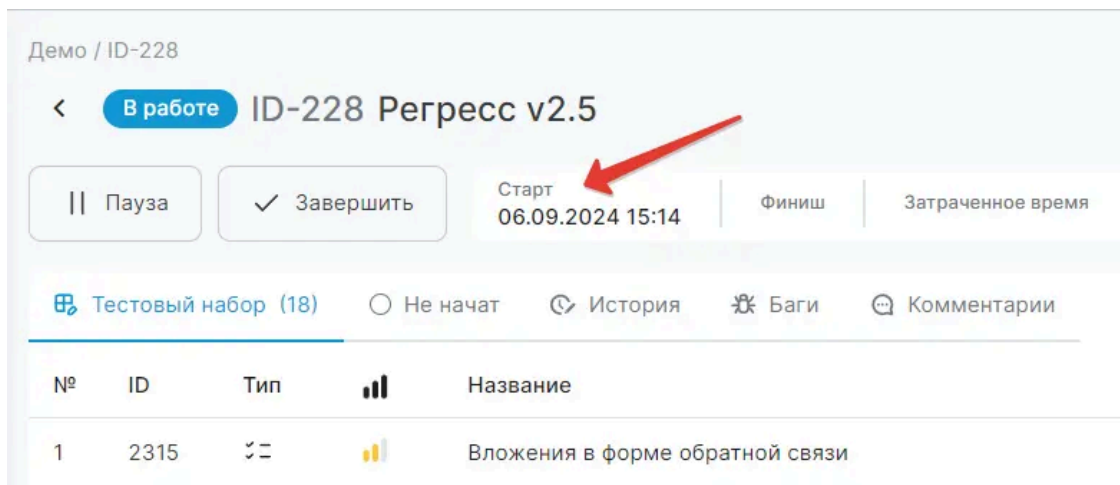 Демо / ID-228
В работе ID-228 Регресс v2.5
Пауза Завершить Старт 06.09.2024 15:14 Финиш Затраченное время
Тестовый набор (18) Не начат История Баги Комментарии
№ ID Тип Название
1 2315 Вложения в форме обратной связи